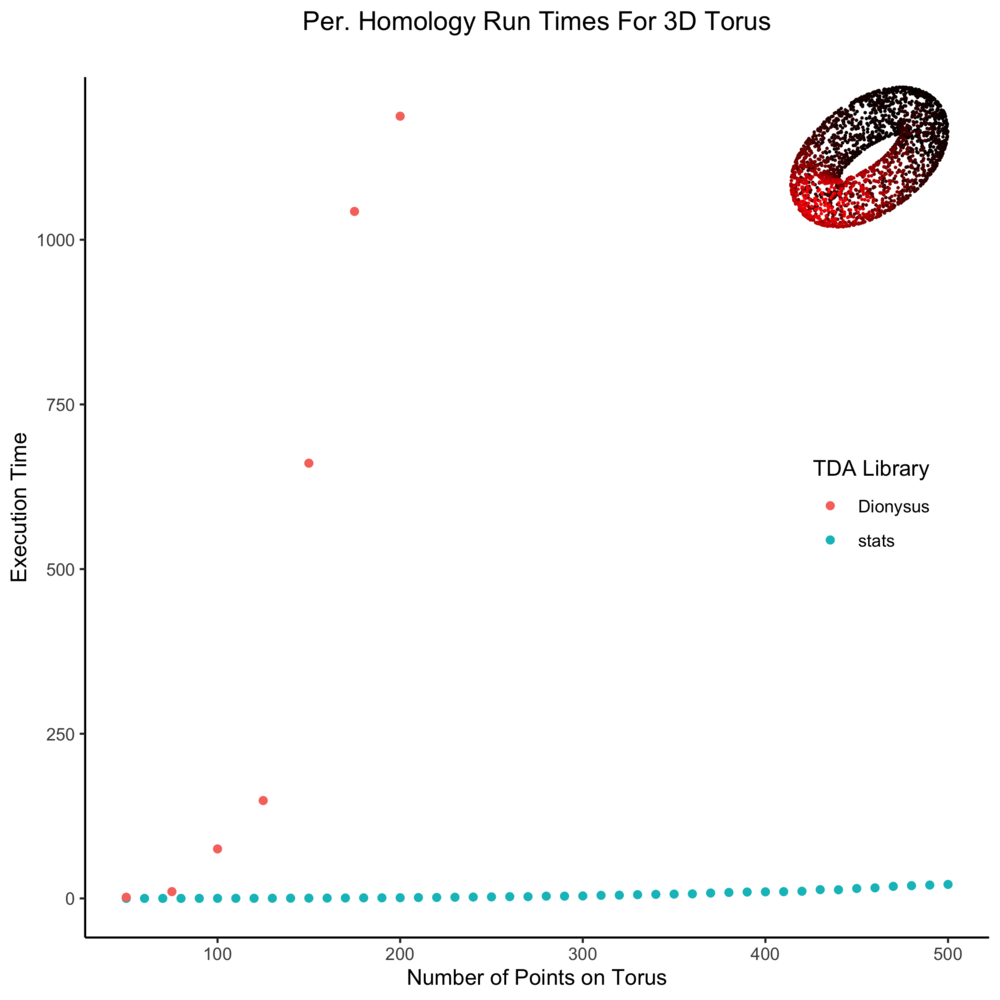 Per. Homology Run Times For 3D Torus
1000
750
500
250
0
Execution Time
TDA Library
Dionysus
stats
100 200 300 400 500
Number of Points on Torus